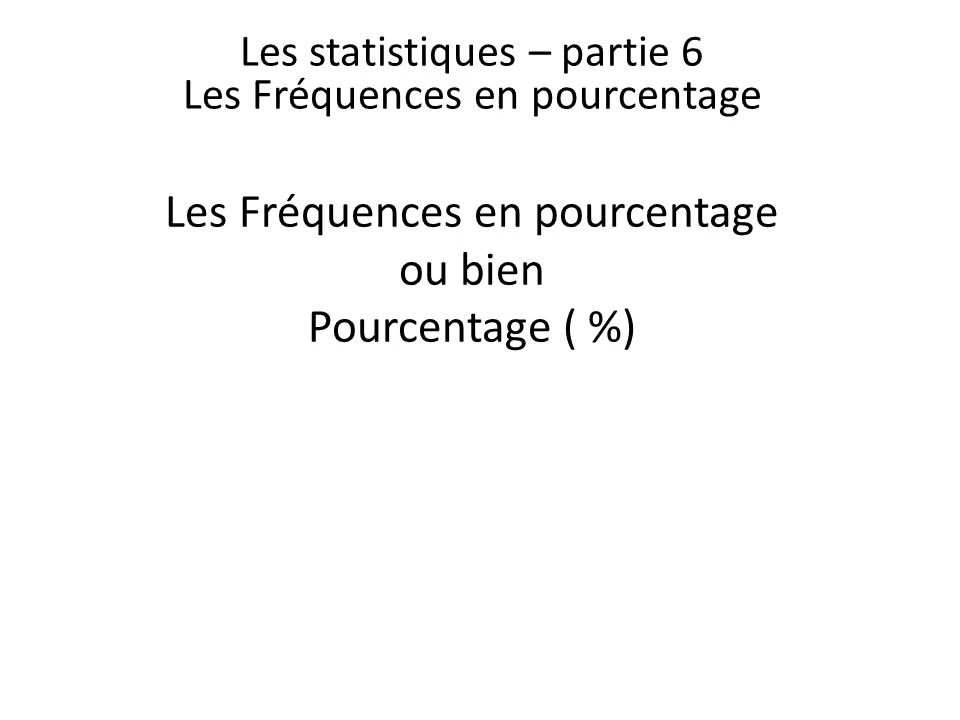 Les statistiques – partie 6
Les Fréquences en pourcentage
Les Fréquences en pourcentage
ou bien
Pourcentage ( %)